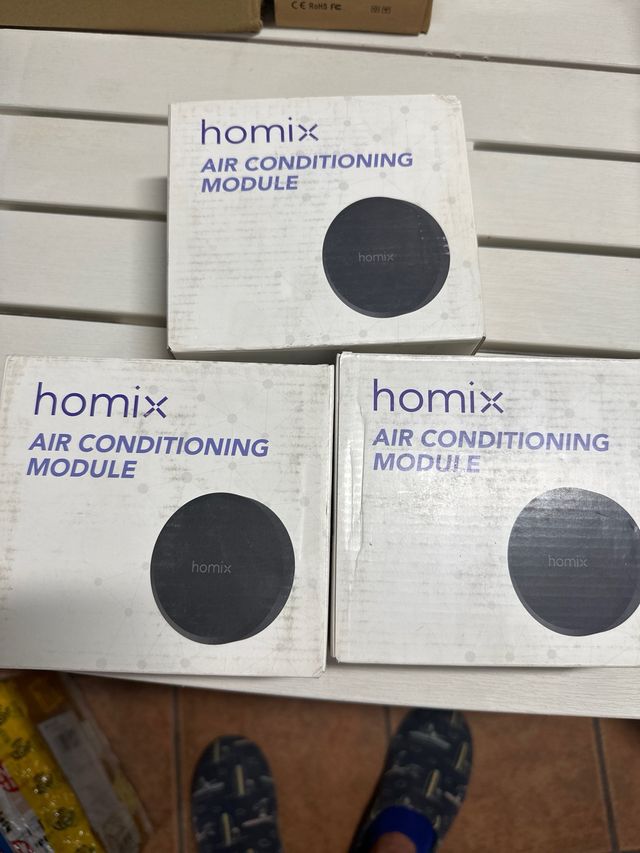 CE RoHS FC
homix
AIR CONDITIONING
MODULE
homix
homix
AIR CONDITIONING
MODULE
homix
homix
AIR CONDITIONING
MODULE
homix